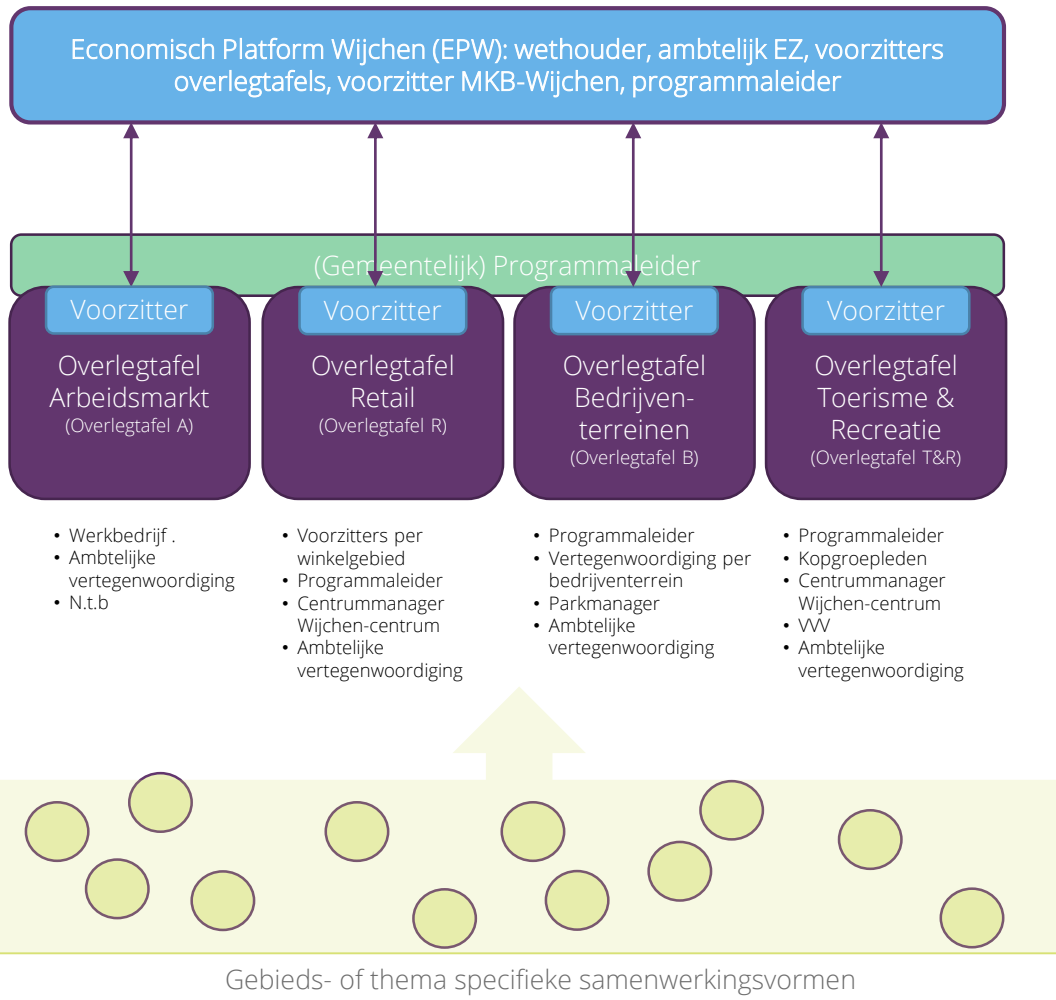 Economisch Platform Wijchen (EPW): wethouder, ambtelijk EZ, voorzitters
overlegtafels, voorzitter MKB-Wijchen, programmaleider
(Gemeentelijk) Programmaleider
Voorzitter
Overlegtafel
Arbeidsmarkt
(Overlegtafel A)
Voorzitter
Overlegtafel
Retail
(Overlegtafel R)
Voorzitter
Overlegtafel
Bedrijven-
terreinen
(Overlegtafel B)
Voorzitter
Overlegtafel
Toerisme &
Recreatie
(Overlegtafel T&R)
• Werkbedrijf .
• Ambtelijke
vertegenwoordiging
• N.t.b
• Voorzitters per
winkelgebied
• Programmaleider
• Centrummanager
Wijchen-centrum
• Ambtelijke
vertegenwoordiging
• Programmaleider
• Vertegenwoordiging per
bedrijventerrein
• Parkmanager
• Ambtelijke
vertegenwoordiging
• Programmaleider
• Kopgroepleden
• Centrummanager
Wijchen-centrum
• VVV
• Ambtelijke
vertegenwoordiging
Gebieds- of thema specifieke samenwerkingsvormen